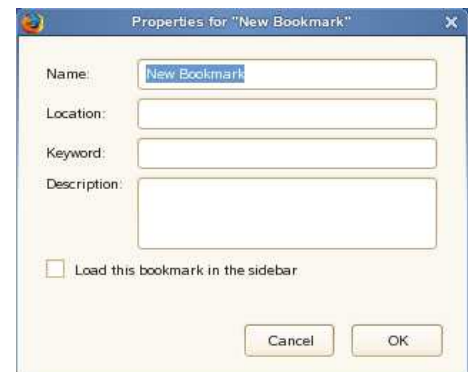 Properties for "New Bookmark"
Name: New Bookmark
Location:
Keyword:
Description:
Load this bookmark in the sidebar
Cancel OK